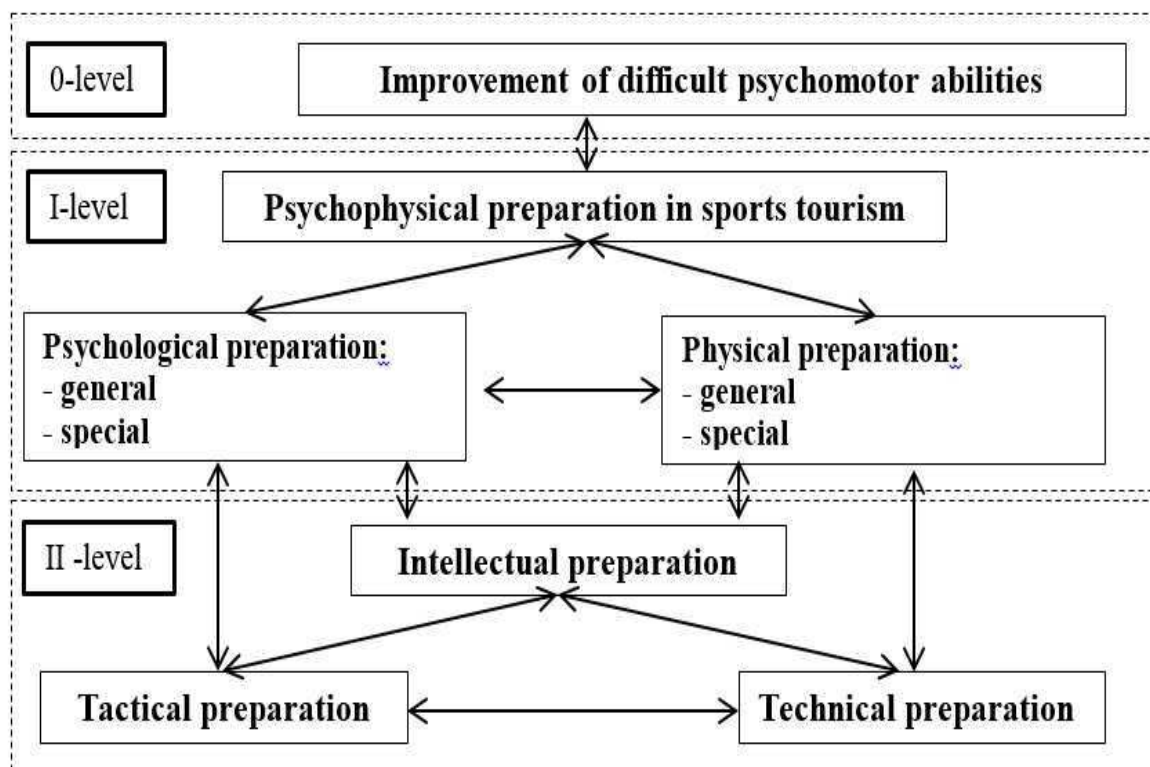 0-level
Improvement of difficult psychomotor abilities
I-level
Psychophysical preparation in sports tourism
Psychological preparation:
- general
- special
Physical preparation:
- general
- special
II -level
Intellectual preparation
Tactical preparation
Technical preparation